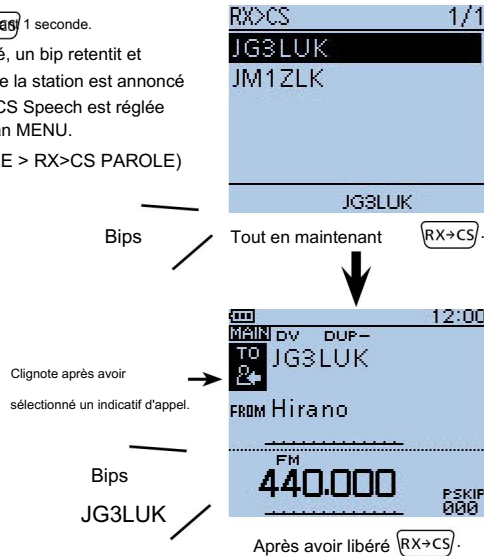 1 seconde.
é, un bip retentit et
e la station est annoncé
CS Speech est réglée
an MENU.
E > RX>CS PAROLE)
RX>CS 1/1
JG3LUK
JM1ZLK
JG3LUK
Bips
Tout en maintenant RX→CS.
12:00
MAIN DV DUP-
TO JG3LUK
Clignote après avoir
sélectionné un indicatif d'appel.
FROM Hirano
FM
440.000
PSKIP
000
Bips
JG3LUK
Après avoir libéré RX→CS.